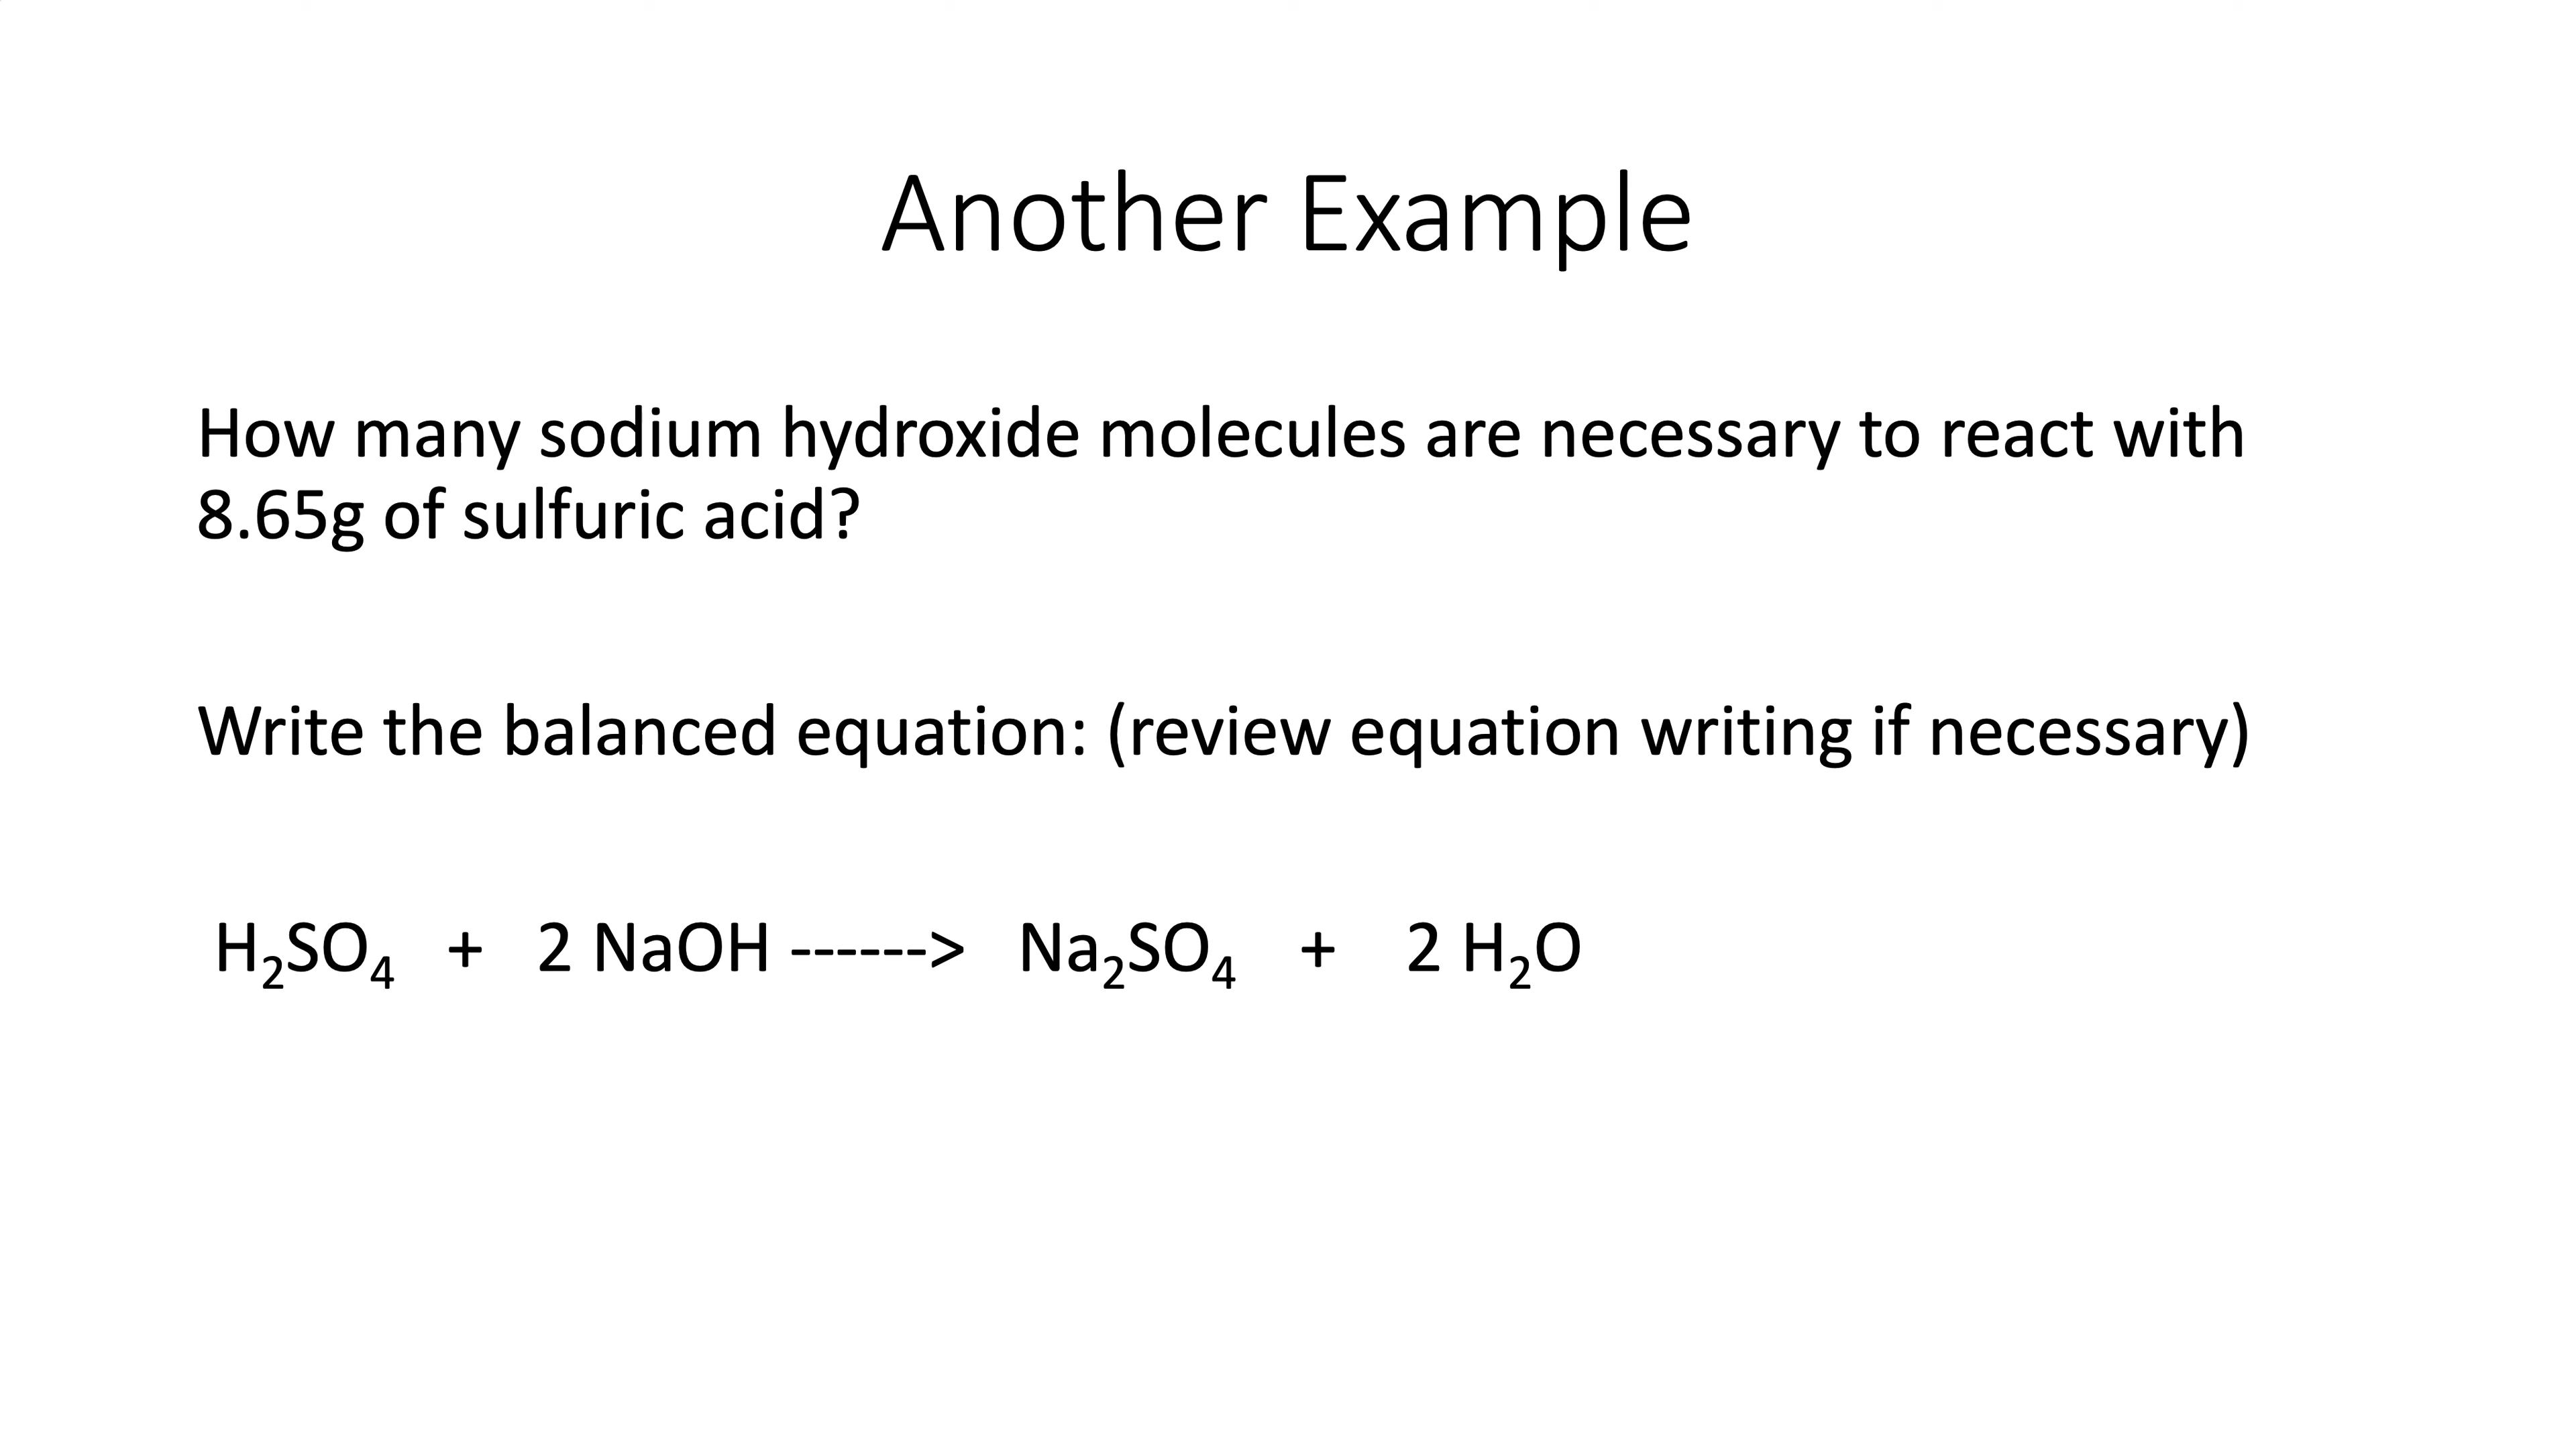 Another Example
How many sodium hydroxide molecules are necessary to react with
8.65g of sulfuric acid?
Write the balanced equation: (review equation writing if necessary)
H₂SO₄ + 2 NaOH ------> Na₂SO₄ + 2 H₂O